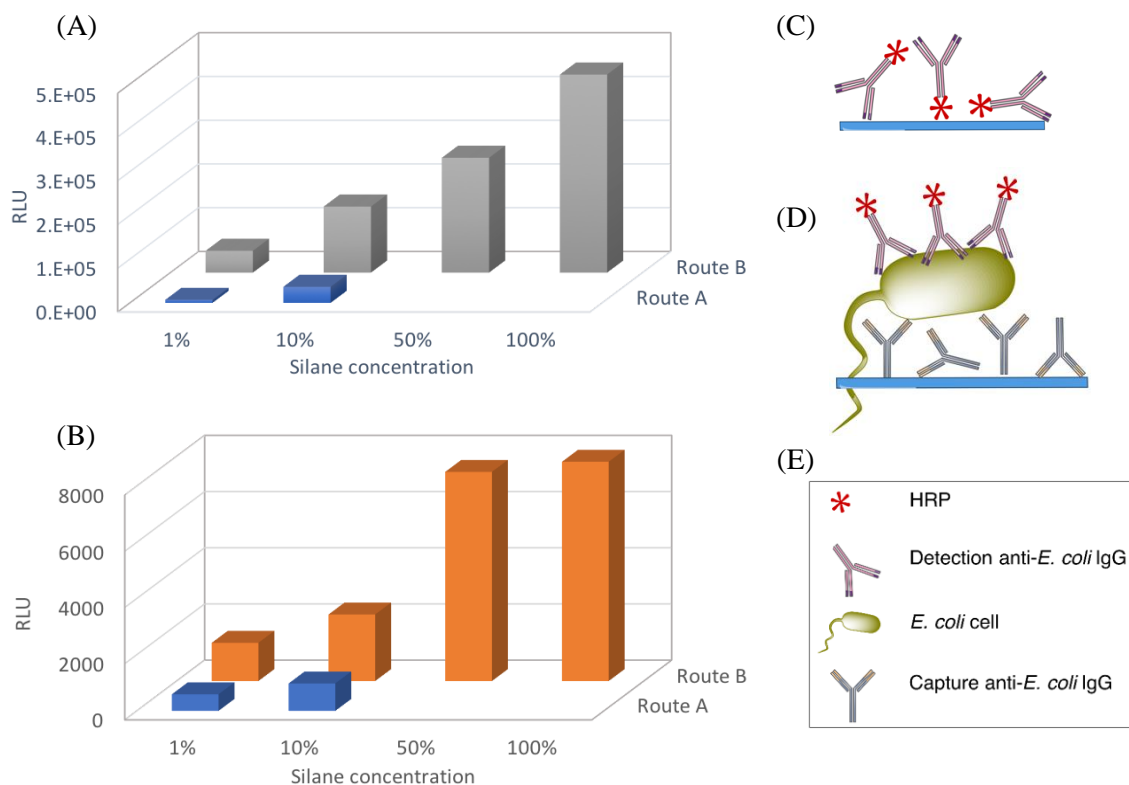 (A)
5.E+05
4.E+05
3.E+05
2.E+05
1.E+05
0.E+00
RLU
Route B
Route A
1% 10% 50% 100%
Silane concentration
(B)
8000
6000
4000
2000
0
RLU
Route B
Route A
1% 10% 50% 100%
Silane concentration
(C)
(D)
(E)
HRP
Detection anti-E. coli IgG
E. coli cell
Capture anti-E. coli IgG